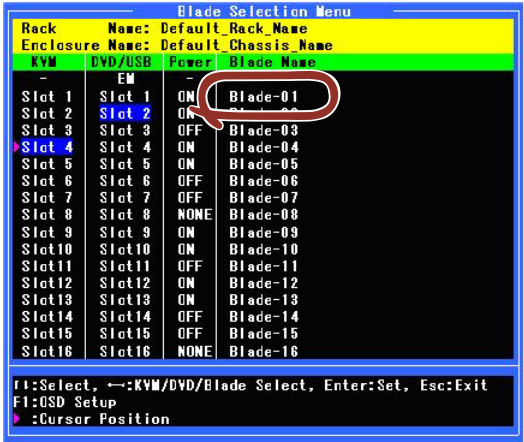 Blade Selection Menu
Rack Name: Default_Rack_Name
Enclosure Name: Default_Chassis_Name
KVM DVD/USB Power Blade Name
- EM -
Slot 1 Slot 1 ON Blade-01
Slot 2 Slot 2 ON
Slot 3 Slot 3 OFF Blade-03
Slot 4 Slot 4 ON Blade-04
Slot 5 Slot 5 ON Blade-05
Slot 6 Slot 6 OFF Blade-06
Slot 7 Slot 7 OFF Blade-07
Slot 8 Slot 8 NONE Blade-08
Slot 9 Slot 9 ON Blade-09
Slot10 Slot10 ON Blade-10
Slot11 Slot11 OFF Blade-11
Slot12 Slot12 ON Blade-12
Slot13 Slot13 ON Blade-13
Slot14 Slot14 OFF Blade-14
Slot15 Slot15 OFF Blade-15
Slot16 Slot16 NONE Blade-16
↑↓:Select, ←→:KVM/DVD/Blade Select, Enter:Set, Esc:Exit
F1:OSD Setup
:Cursor Position